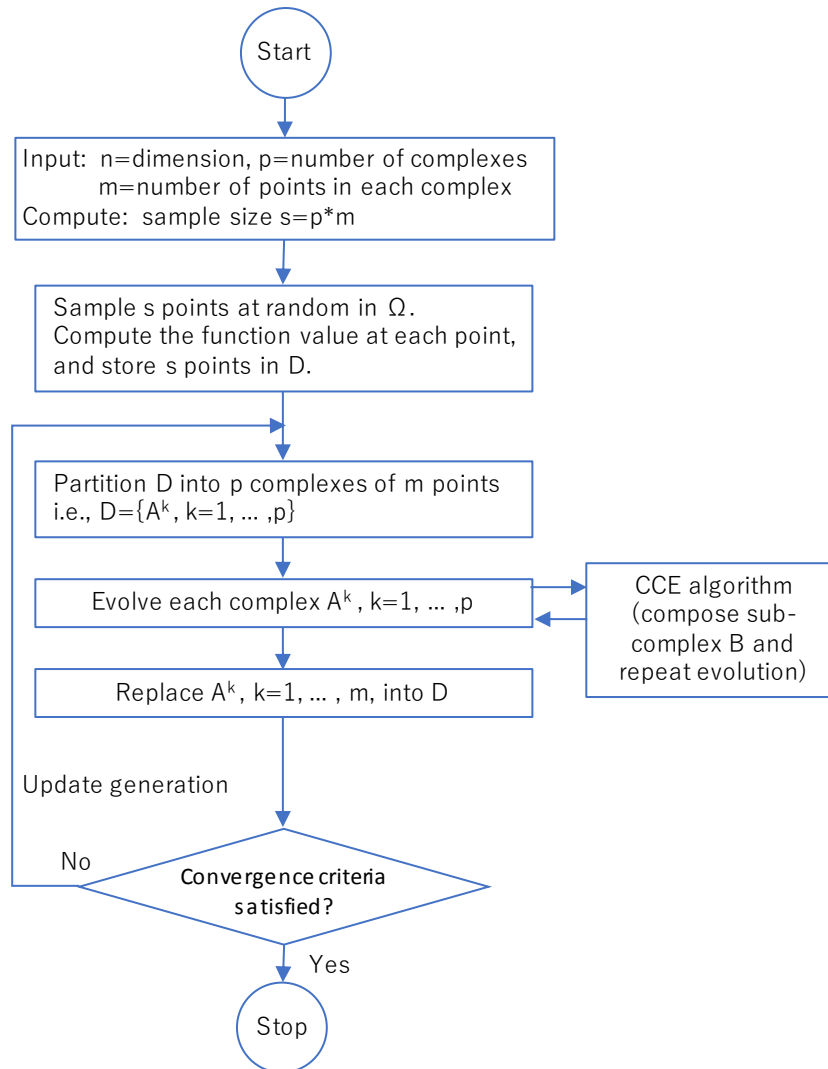 Start
Input: n=dimension, p=number of complexes
m=number of points in each complex
Compute: sample size s=p*m
Sample s points at random in Ω.
Compute the function value at each point,
and store s points in D.
Partition D into p complexes of m points
i.e., D={Aᵏ, k=1, … ,p}
Evolve each complex Aᵏ, k=1, … ,p
CCE algorithm
(compose sub-
complex B and
repeat evolution)
Replace Aᵏ, k=1, … , m, into D
Update generation
No
Convergence criteria
satisfied?
Yes
Stop